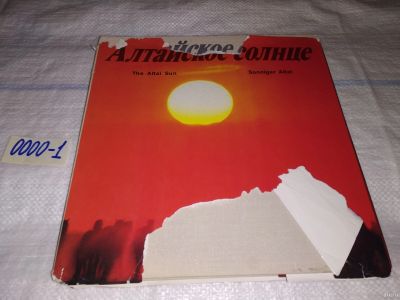 Алтайское солнце
The Altai Sun Sonniger Altai
0000-1